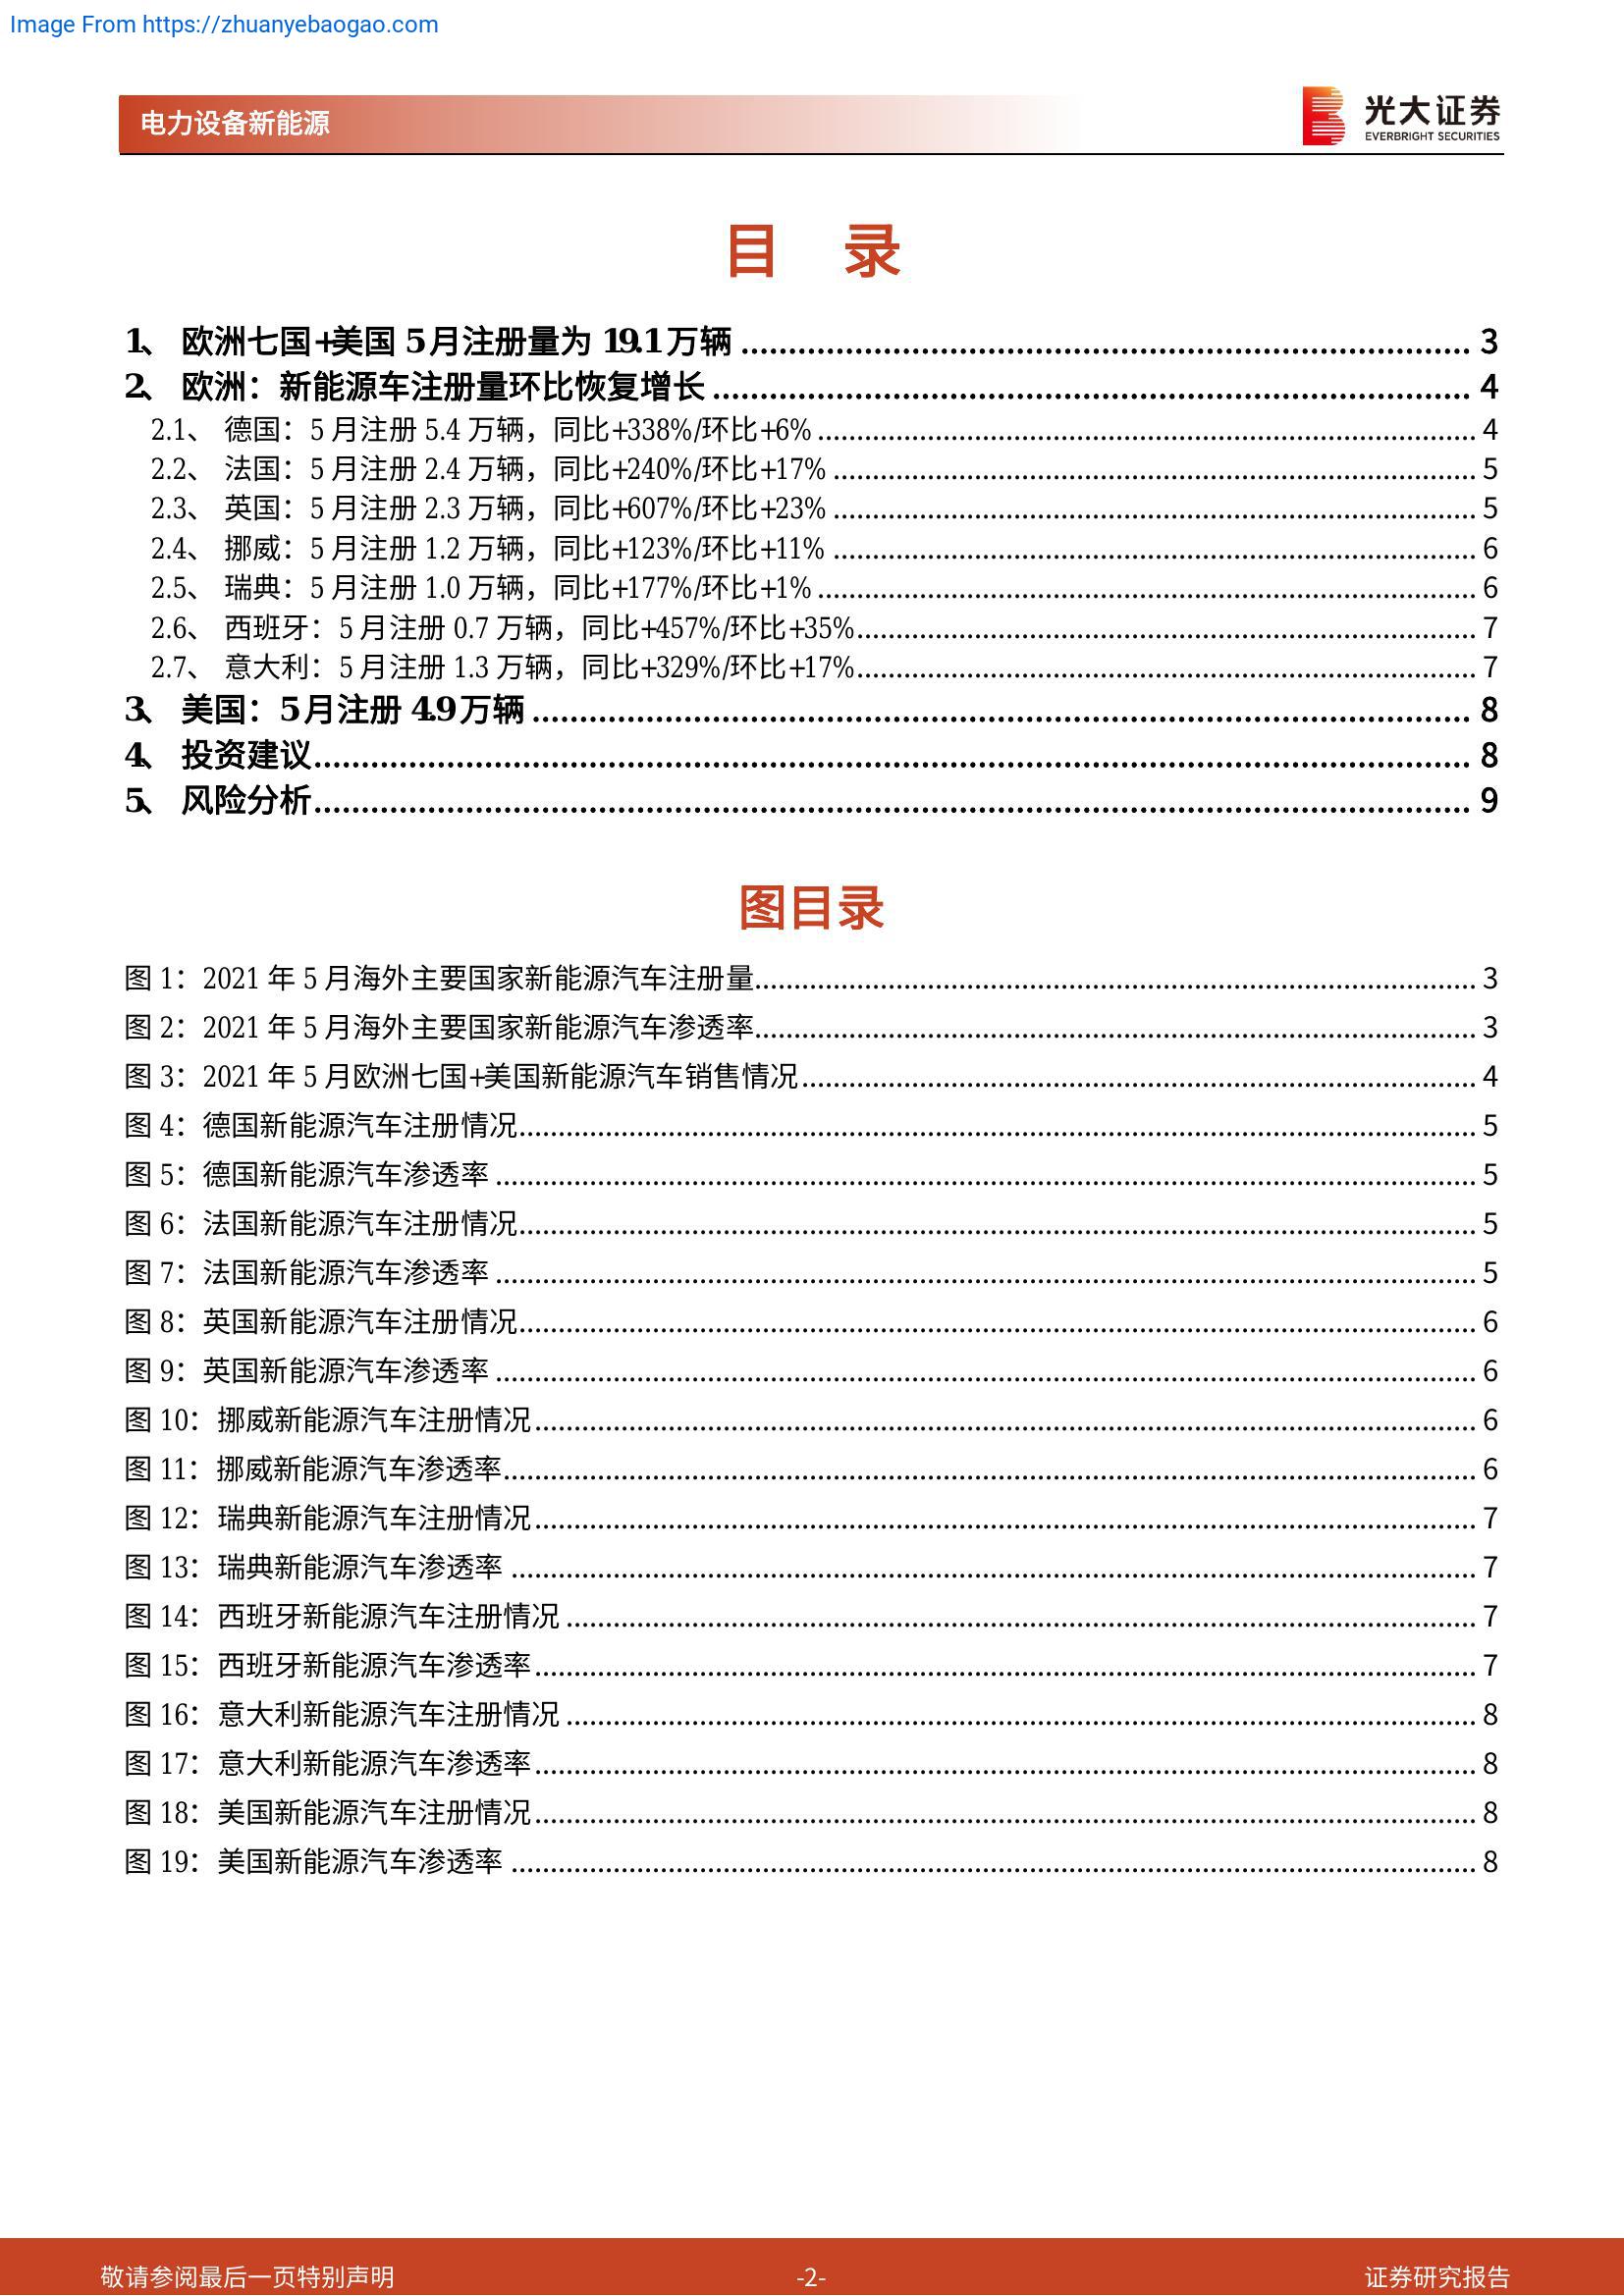 Image From https://zhuanyebaogao.com
电力设备新能源
光大证券
EVERBRIGHT SECURITIES
目 录
1、 欧洲七国+美国 5 月注册量为 19.1 万辆 3
2、 欧洲：新能源车注册量环比恢复增长 4
2.1、 德国：5 月注册 5.4 万辆，同比+338%/环比+6% 4
2.2、 法国：5 月注册 2.4 万辆，同比+240%/环比+17% 5
2.3、 英国：5 月注册 2.3 万辆，同比+607%/环比+23% 5
2.4、 挪威：5 月注册 1.2 万辆，同比+123%/环比+11% 6
2.5、 瑞典：5 月注册 1.0 万辆，同比+177%/环比+1% 6
2.6、 西班牙：5 月注册 0.7 万辆，同比+457%/环比+35% 7
2.7、 意大利：5 月注册 1.3 万辆，同比+329%/环比+17% 7
3、 美国：5 月注册 4.9 万辆 8
4、 投资建议 8
5、 风险分析 9
图目录
图 1：2021 年 5 月海外主要国家新能源汽车注册量 3
图 2：2021 年 5 月海外主要国家新能源汽车渗透率 3
图 3：2021 年 5 月欧洲七国+美国新能源汽车销售情况 4
图 4：德国新能源汽车注册情况 5
图 5：德国新能源汽车渗透率 5
图 6：法国新能源汽车注册情况 5
图 7：法国新能源汽车渗透率 5
图 8：英国新能源汽车注册情况 6
图 9：英国新能源汽车渗透率 6
图 10：挪威新能源汽车注册情况 6
图 11：挪威新能源汽车渗透率 6
图 12：瑞典新能源汽车注册情况 7
图 13：瑞典新能源汽车渗透率 7
图 14：西班牙新能源汽车注册情况 7
图 15：西班牙新能源汽车渗透率 7
图 16：意大利新能源汽车注册情况 8
图 17：意大利新能源汽车渗透率 8
图 18：美国新能源汽车注册情况 8
图 19：美国新能源汽车渗透率 8
敬请参阅最后一页特别声明 -2- 证券研究报告